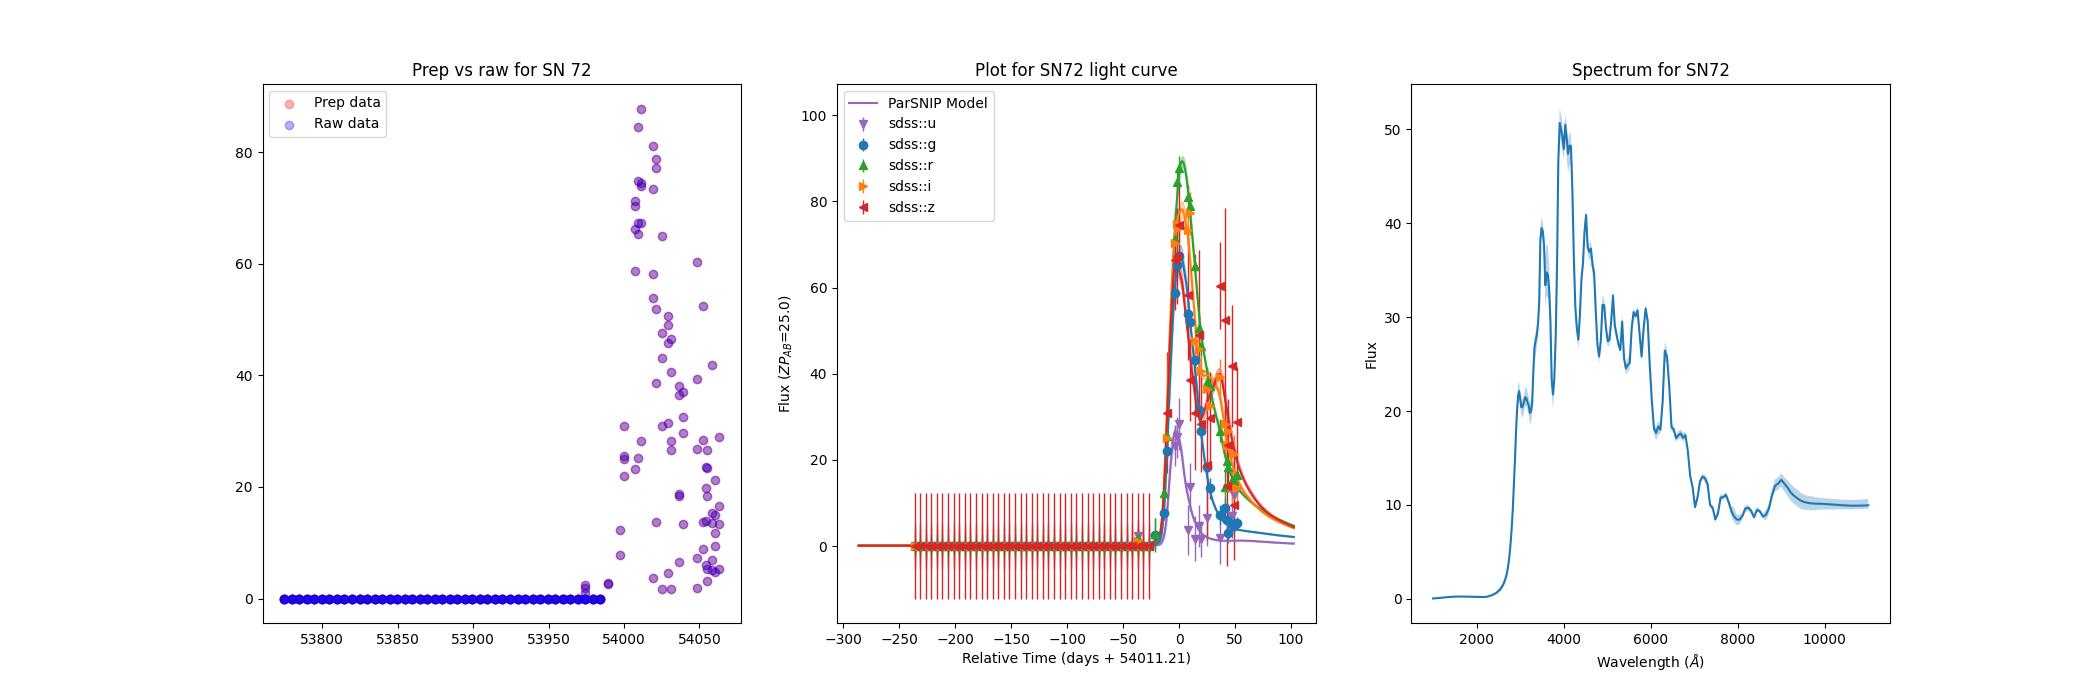 Prep vs raw for SN 72
Prep data
Raw data
80
60
40
20
0
53800 53850 53900 53950 54000 54050
Plot for SN72 light curve
ParSNIP Model
sdss::u
sdss::g
sdss::r
sdss::i
sdss::z
Flux (ZP_AB=25.0)
100
80
60
40
20
0
−300 −250 −200 −150 −100 −50 0 50 100
Relative Time (days + 54011.21)
Spectrum for SN72
Flux
50
40
30
20
10
0
2000 4000 6000 8000 10000
Wavelength (Å)